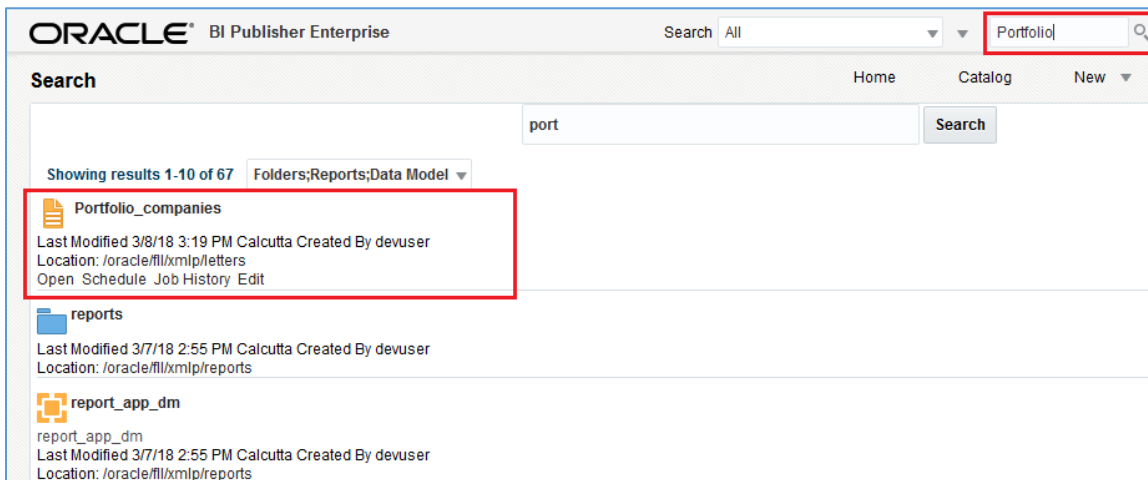 ORACLE BI Publisher Enterprise Search All Portfolio
Search Home Catalog New
port Search
Showing results 1-10 of 67 Folders;Reports;Data Model
Portfolio_companies
Last Modified 3/8/18 3:19 PM Calcutta Created By devuser
Location: /oracle/fll/xmlp/letters
Open Schedule Job History Edit
reports
Last Modified 3/7/18 2:55 PM Calcutta Created By devuser
Location: /oracle/fll/xmlp/reports
report_app_dm
report_app_dm
Last Modified 3/7/18 2:55 PM Calcutta Created By devuser
Location: /oracle/fll/xmlp/reports